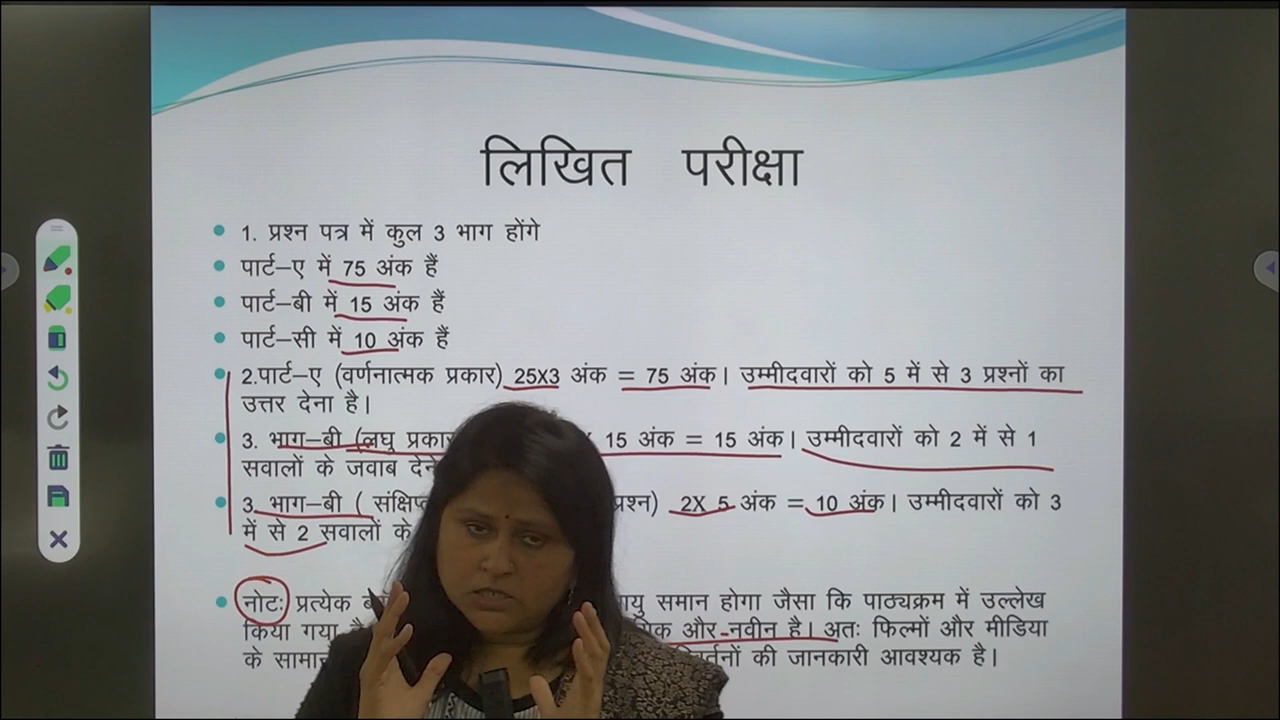 लिखित परीक्षा
1. प्रश्न पत्र में कुल 3 भाग होंगे
पार्ट–ए में 75 अंक हैं
पार्ट–बी में 15 अंक हैं
पार्ट–सी में 10 अंक हैं
2.पार्ट–ए (वर्णनात्मक प्रकार) 25X3 अंक = 75 अंक। उम्मीदवारों को 5 में से 3 प्रश्नों का
उत्तर देना है।
3. भाग–बी (लघु प्रकार X 15 अंक = 15 अंक। उम्मीदवारों को 2 में से 1
सवालों के जवाब देने
3. भाग–बी ( संक्षिप्त प्रश्न) 2X 5 अंक = 10 अंक। उम्मीदवारों को 3
में से 2 सवालों के
नोटः प्रत्येक समान होगा जैसा कि पाठ्यक्रम में उल्लेख
किया गया है और नवीन है। अतः फिल्मों और मीडिया
के की जानकारी आवश्यक है।